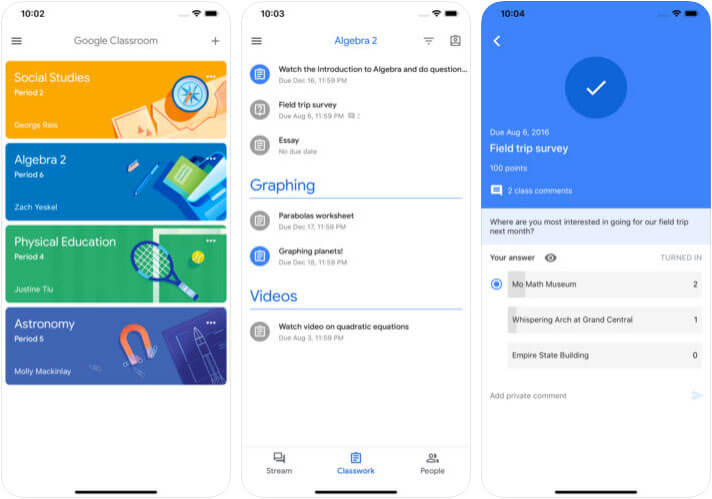 10:02
Google Classroom
Social Studies
Period 2
George Reis
Algebra 2
Period 6
Zach Yeskel
Physical Education
Period 4
Justine Tiu
Astronomy
Period 5
Molly Mackinlay
10:03
Algebra 2
Watch the Introduction to Algebra and do question...
Due Dec 16, 11:59 PM
Field trip survey
Due Aug 6, 11:59 PM 2
Essay
No due date
Graphing
Parabolas worksheet
Due Dec 17, 11:59 PM
Graphing planets!
Due Dec 18, 11:59 PM
Videos
Watch video on quadratic equations
Due Aug 3, 11:59 PM
Stream
Classwork
People
10:04
Due Aug 6, 2016
Field trip survey
100 points
2 class comments
Where are you most interested in going for our field trip
next month?
Your answer TURNED IN
Mo Math Museum 2
Whispering Arch at Grand Central 1
Empire State Building 0
Add private comment